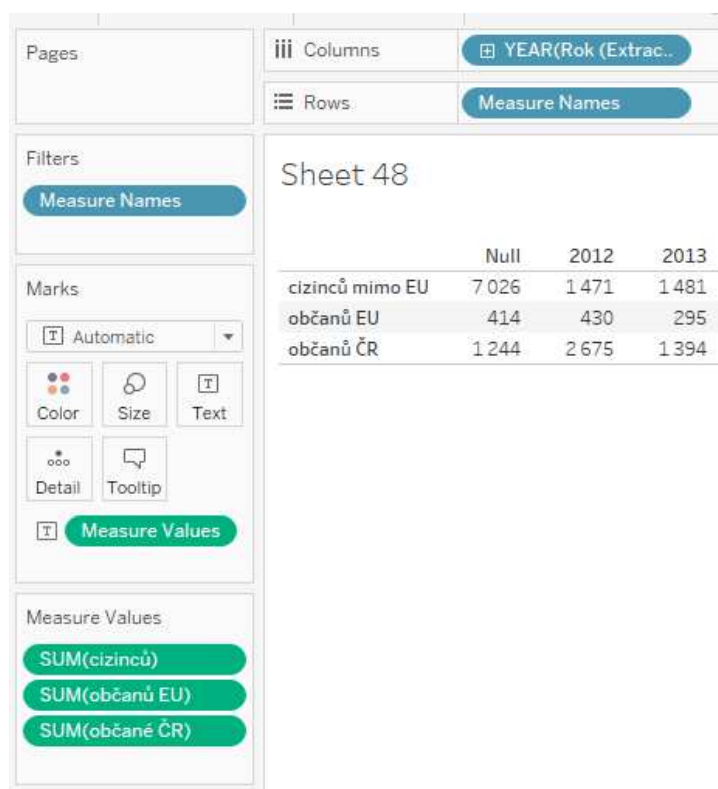 Pages
Columns
YEAR(Rok (Extrac..
Rows
Measure Names
Filters
Measure Names
Marks
T Automatic
Color
Size
T
Text
Detail
Tooltip
T Measure Values
Measure Values
SUM(cizinců)
SUM(občanů EU)
SUM(občané ČR)
Sheet 48
Null 2012 2013
cizinců mimo EU 7 026 1 471 1 481
občanů EU 414 430 295
občanů ČR 1 244 2 675 1 394